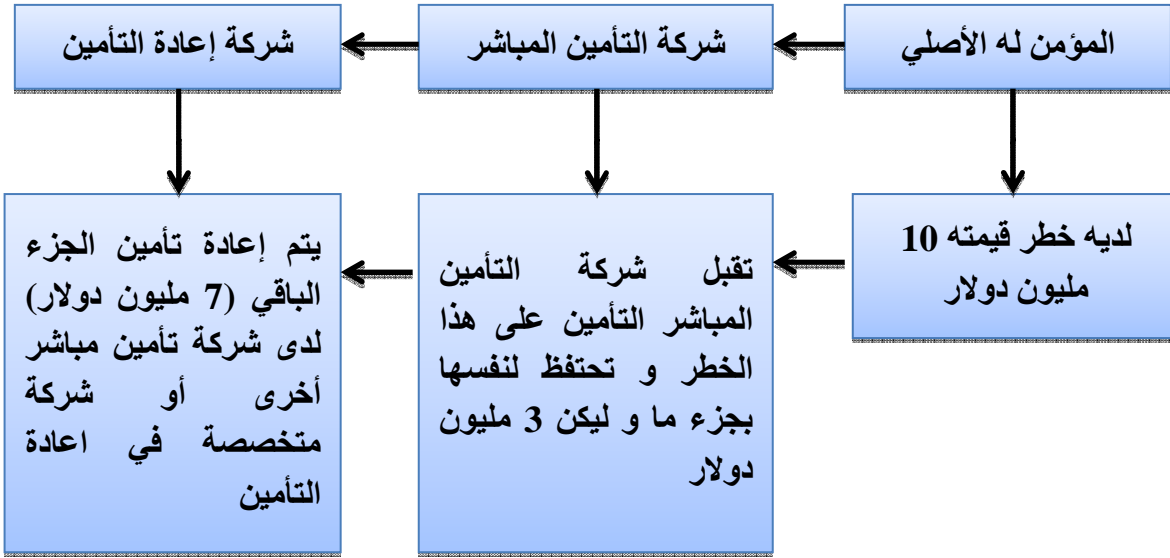 المؤمن له الأصلي
شركة التأمين المباشر
شركة إعادة التأمين
لديه خطر قيمته 10
مليون دولار
تقبل شركة التأمين
المباشر التأمين على هذا
الخطر و تحتفظ لنفسها
بجزء ما و ليكن 3 مليون
دولار
يتم إعادة تأمين الجزء
الباقي (7 مليون دولار)
لدى شركة تأمين مباشر
أخرى أو شركة
متخصصة في اعادة
التأمين